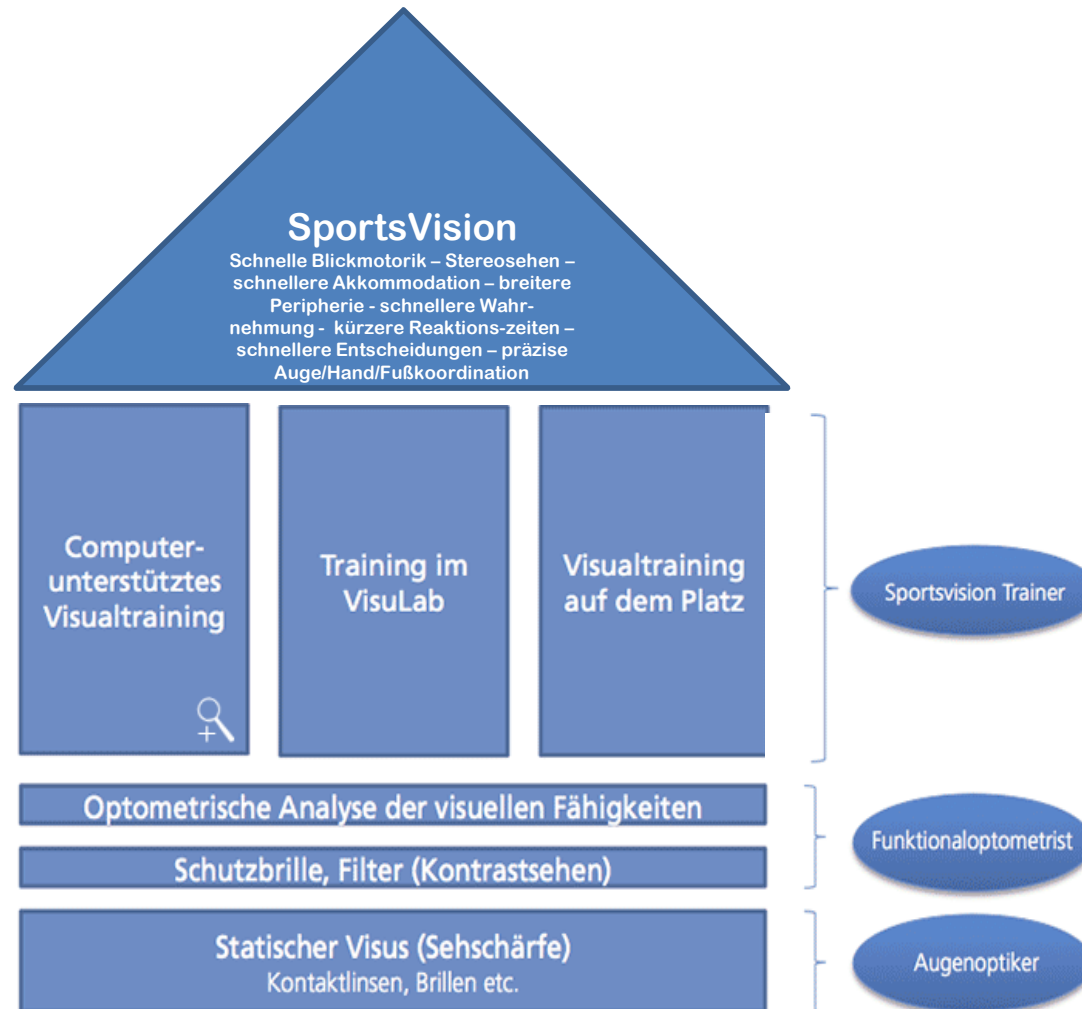 SportsVision
Schnelle Blickmotorik – Stereosehen –
schnellere Akkommodation – breitere
Peripherie - schnellere Wahr-
nehmung - kürzere Reaktions-zeiten –
schnellere Entscheidungen – präzise
Auge/Hand/Fußkoordination
Computer-
unterstütztes
Visualtraining
Training im
VisuLab
Visualtraining
auf dem Platz
Sportsvision Trainer
Optometrische Analyse der visuellen Fähigkeiten
Schutzbrille, Filter (Kontrastsehen)
Funktionaloptometrist
Statischer Visus (Sehschärfe)
Kontaktlinsen, Brillen etc.
Augenoptiker